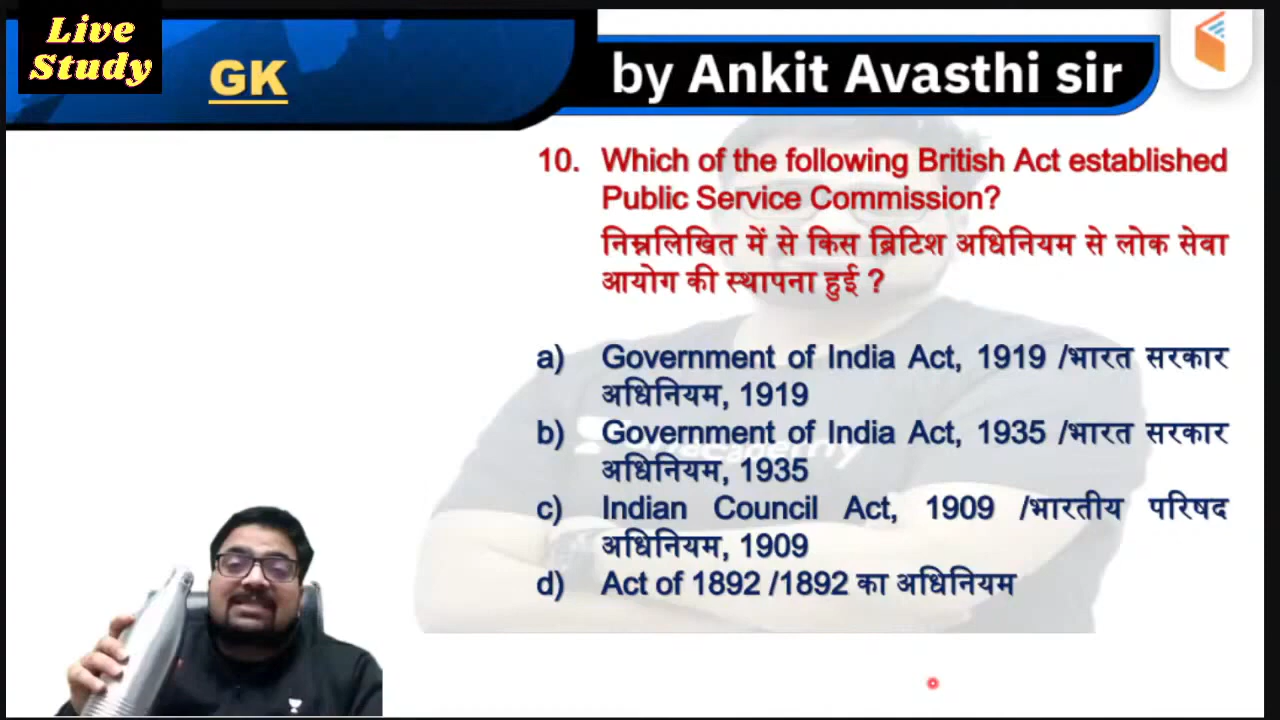 Live
Study
GK
by Ankit Avasthi sir
10. Which of the following British Act established
Public Service Commission?
निम्नलिखित में से किस ब्रिटिश अधिनियम से लोक सेवा
आयोग की स्थापना हुई ?
a) Government of India Act, 1919 /भारत सरकार
अधिनियम, 1919
b) Government of India Act, 1935 /भारत सरकार
अधिनियम, 1935
c) Indian Council Act, 1909 /भारतीय परिषद
अधिनियम, 1909
d) Act of 1892 /1892 का अधिनियम